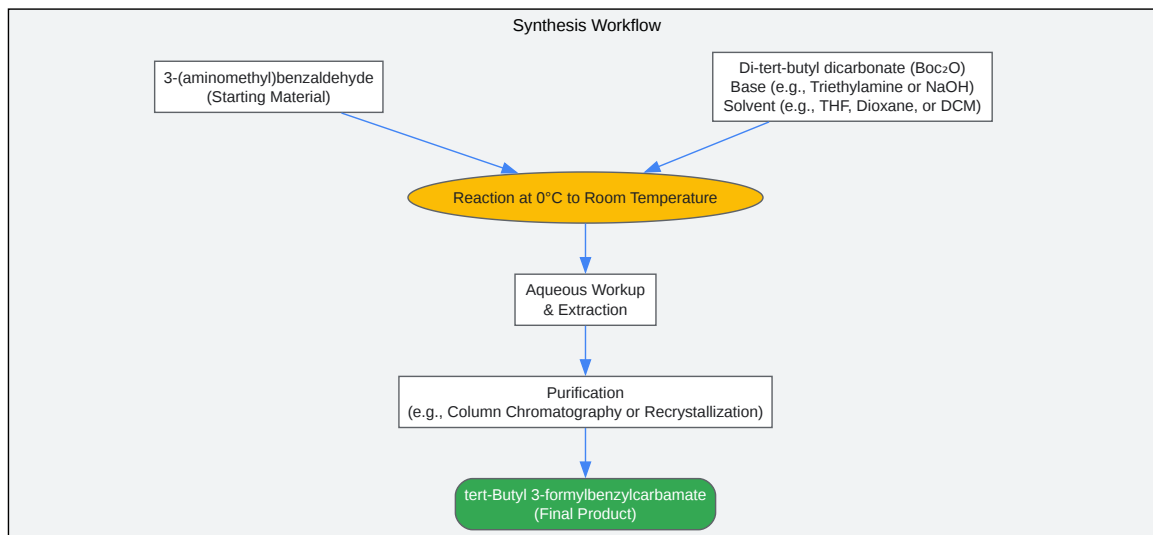 Synthesis Workflow
3-(aminomethyl)benzaldehyde
(Starting Material)
Di-tert-butyl dicarbonate (Boc₂O)
Base (e.g., Triethylamine or NaOH)
Solvent (e.g., THF, Dioxane, or DCM)
Reaction at 0°C to Room Temperature
Aqueous Workup
& Extraction
Purification
(e.g., Column Chromatography or Recrystallization)
tert-Butyl 3-formylbenzylcarbamate
(Final Product)